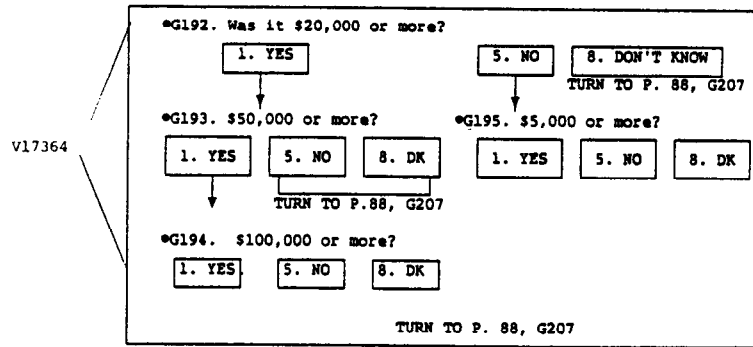 ●G192. Was it $20,000 or more?
1. YES 5. NO 8. DON'T KNOW
TURN TO P. 88, G207
V17364
●G193. $50,000 or more? ●G195. $5,000 or more?
1. YES 5. NO 8. DK 1. YES 5. NO 8. DK
TURN TO P.88, G207
●G194. $100,000 or more?
1. YES 5. NO 8. DK
TURN TO P. 88, G207